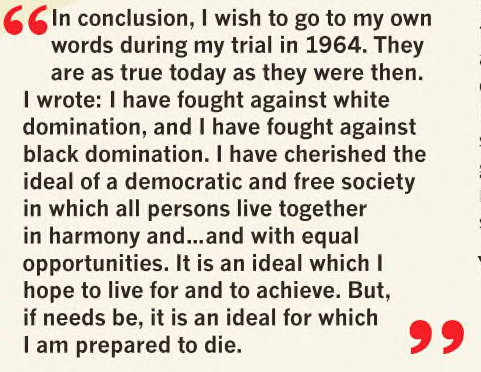 “In conclusion, I wish to go to my own
words during my trial in 1964. They
are as true today as they were then.
I wrote: I have fought against white
domination, and I have fought against
black domination. I have cherished the
ideal of a democratic and free society
in which all persons live together
in harmony and...and with equal
opportunities. It is an ideal which I
hope to live for and to achieve. But,
if needs be, it is an ideal for which
I am prepared to die.”